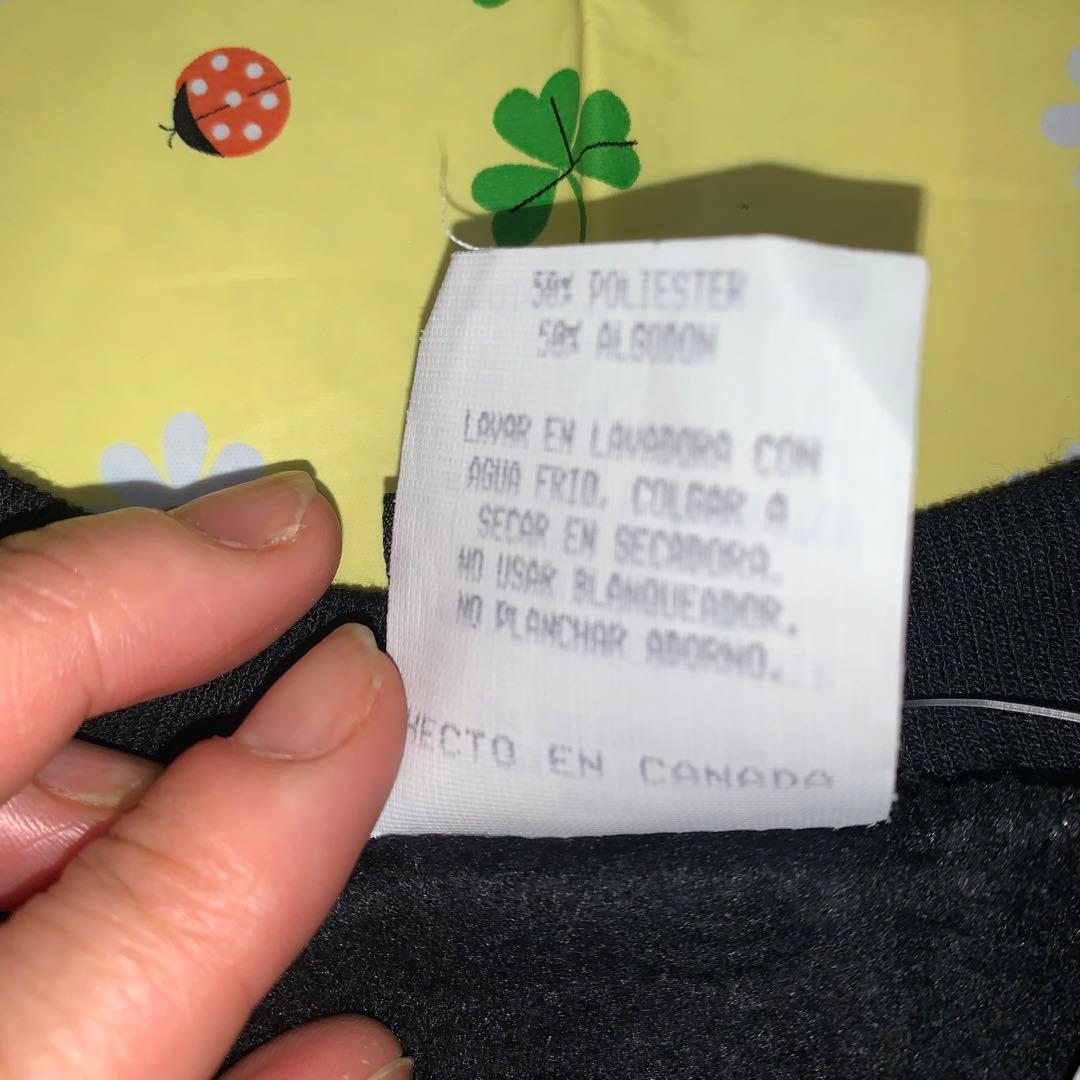 50% POLIESTER
50% ALGODON
LAVAR EN LAVADORA CON
AGUA FRIO. COLGAR A
SECAR EN SECADORA.
NO USAR BLANQUEADOR.
NO PLANCHAR ADORNO.
HECTO EN CANADA